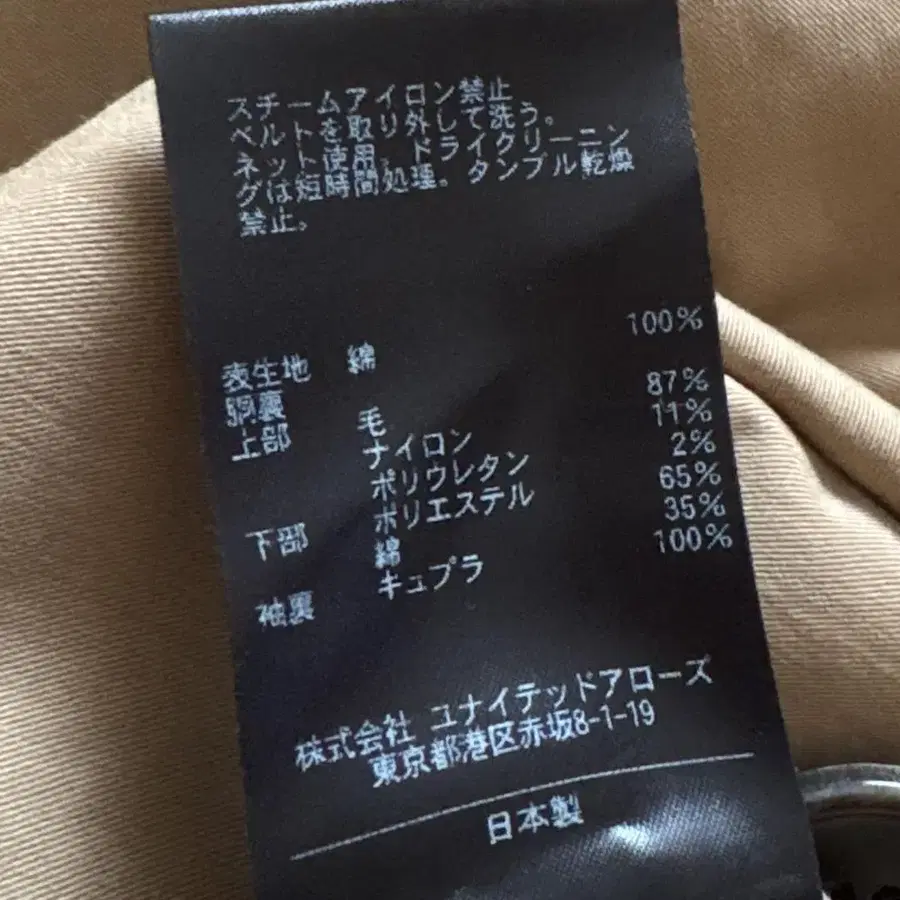 スチームアイロン禁止
ベルトを取り外して洗う。
ネット使用。ドライクリーニン
グは短時間処理。タンブル乾燥
禁止。
表生地 綿 100%
胴裏
上部 毛 87%
ナイロン 11%
ポリウレタン 2%
下部 ポリエステル 65%
綿 35%
袖裏 キュプラ 100%
株式会社 ユナイテッドアローズ
東京都港区赤坂8-1-19
日本製